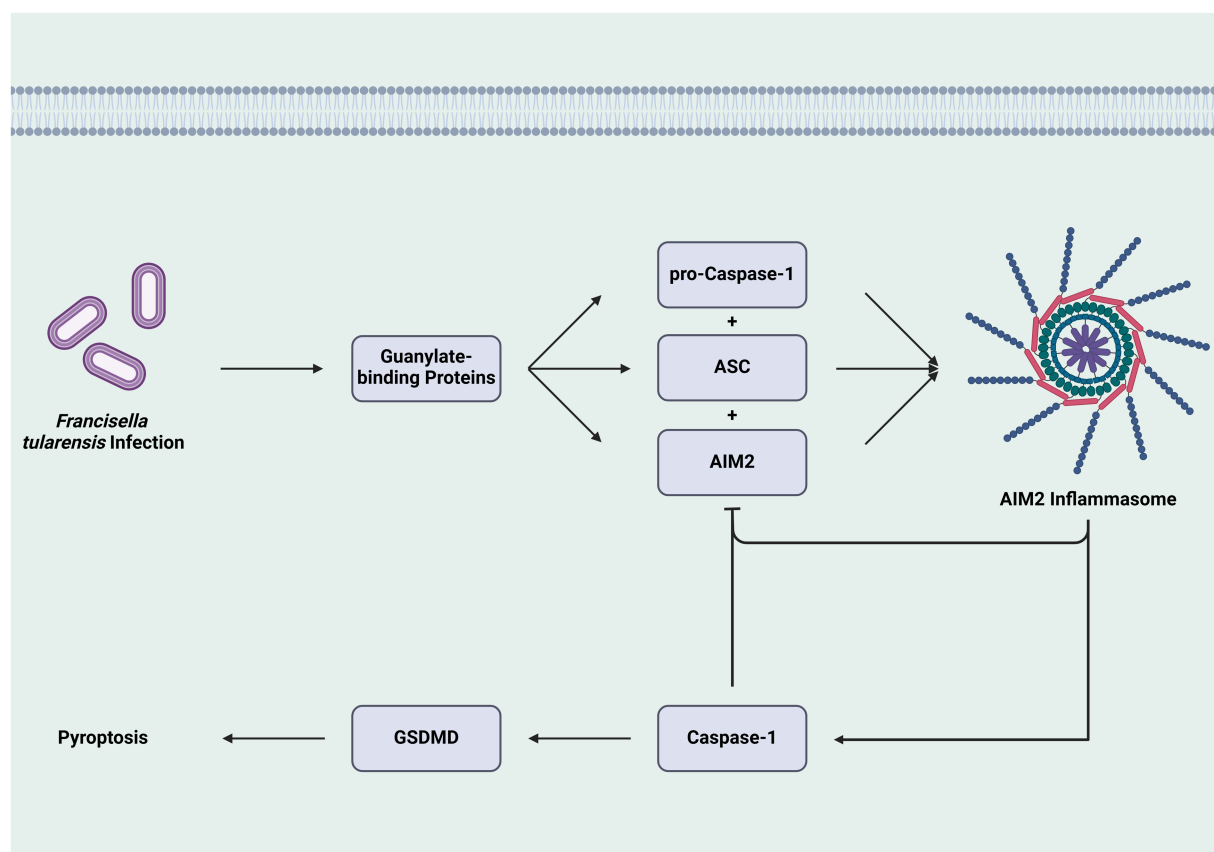 pro-Caspase-1
+
Guanylate-
binding Proteins
ASC
+
Francisella
tularensis Infection
AIM2
AIM2 Inflammasome
Pyroptosis
GSDMD
Caspase-1